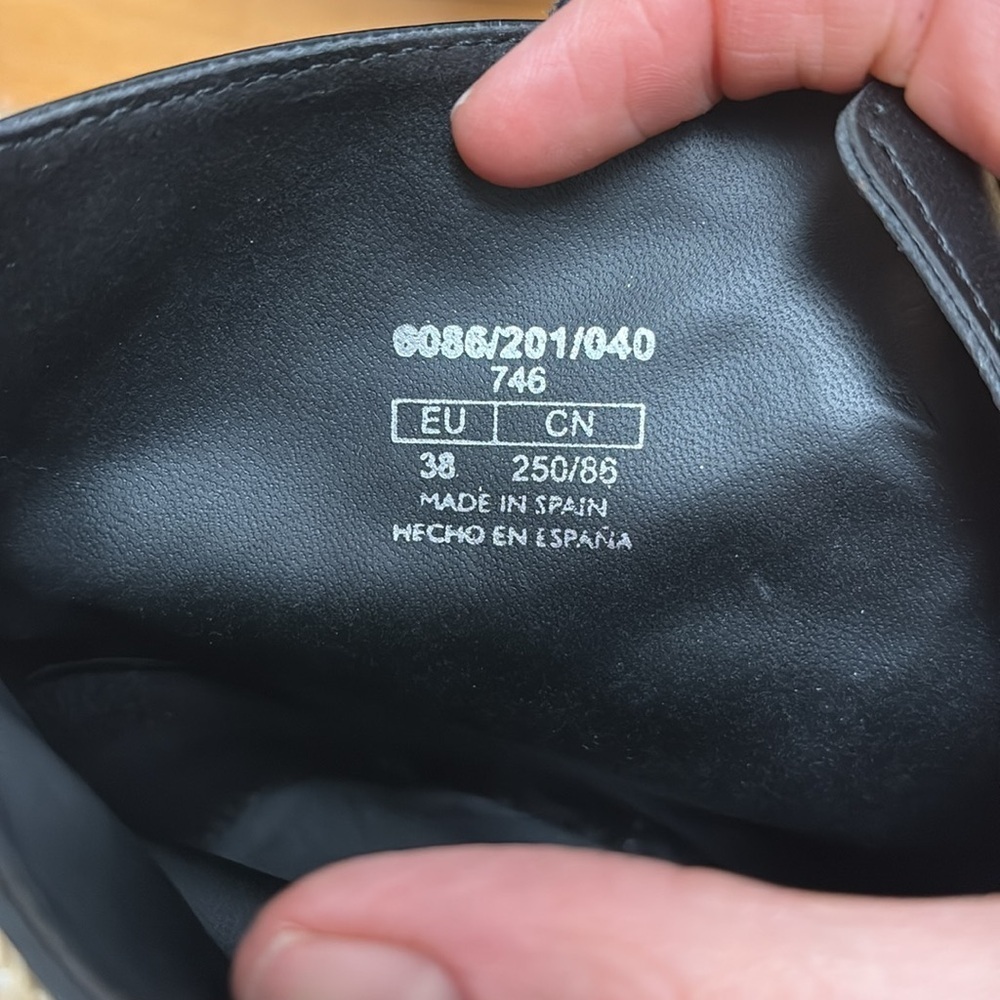 6086/201/040
746
EU CN
38 250/86
MADE IN SPAIN
HECHO EN ESPAÑA